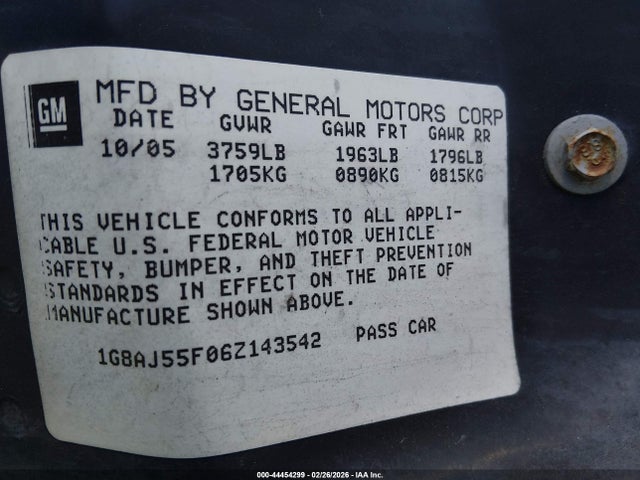 GM
MFD BY GENERAL MOTORS CORP
DATE GVWR GAWR FRT GAWR RR
10/05 3759LB 1963LB 1796LB
1705KG 0890KG 0815KG
THIS VEHICLE CONFORMS TO ALL APPLI-
CABLE U.S. FEDERAL MOTOR VEHICLE
SAFETY, BUMPER, AND THEFT PREVENTION
STANDARDS IN EFFECT ON THE DATE OF
MANUFACTURE SHOWN ABOVE.
1G8AJ55F06Z143542 PASS CAR
000-44454299 - 02/26/2026 - IAA Inc.